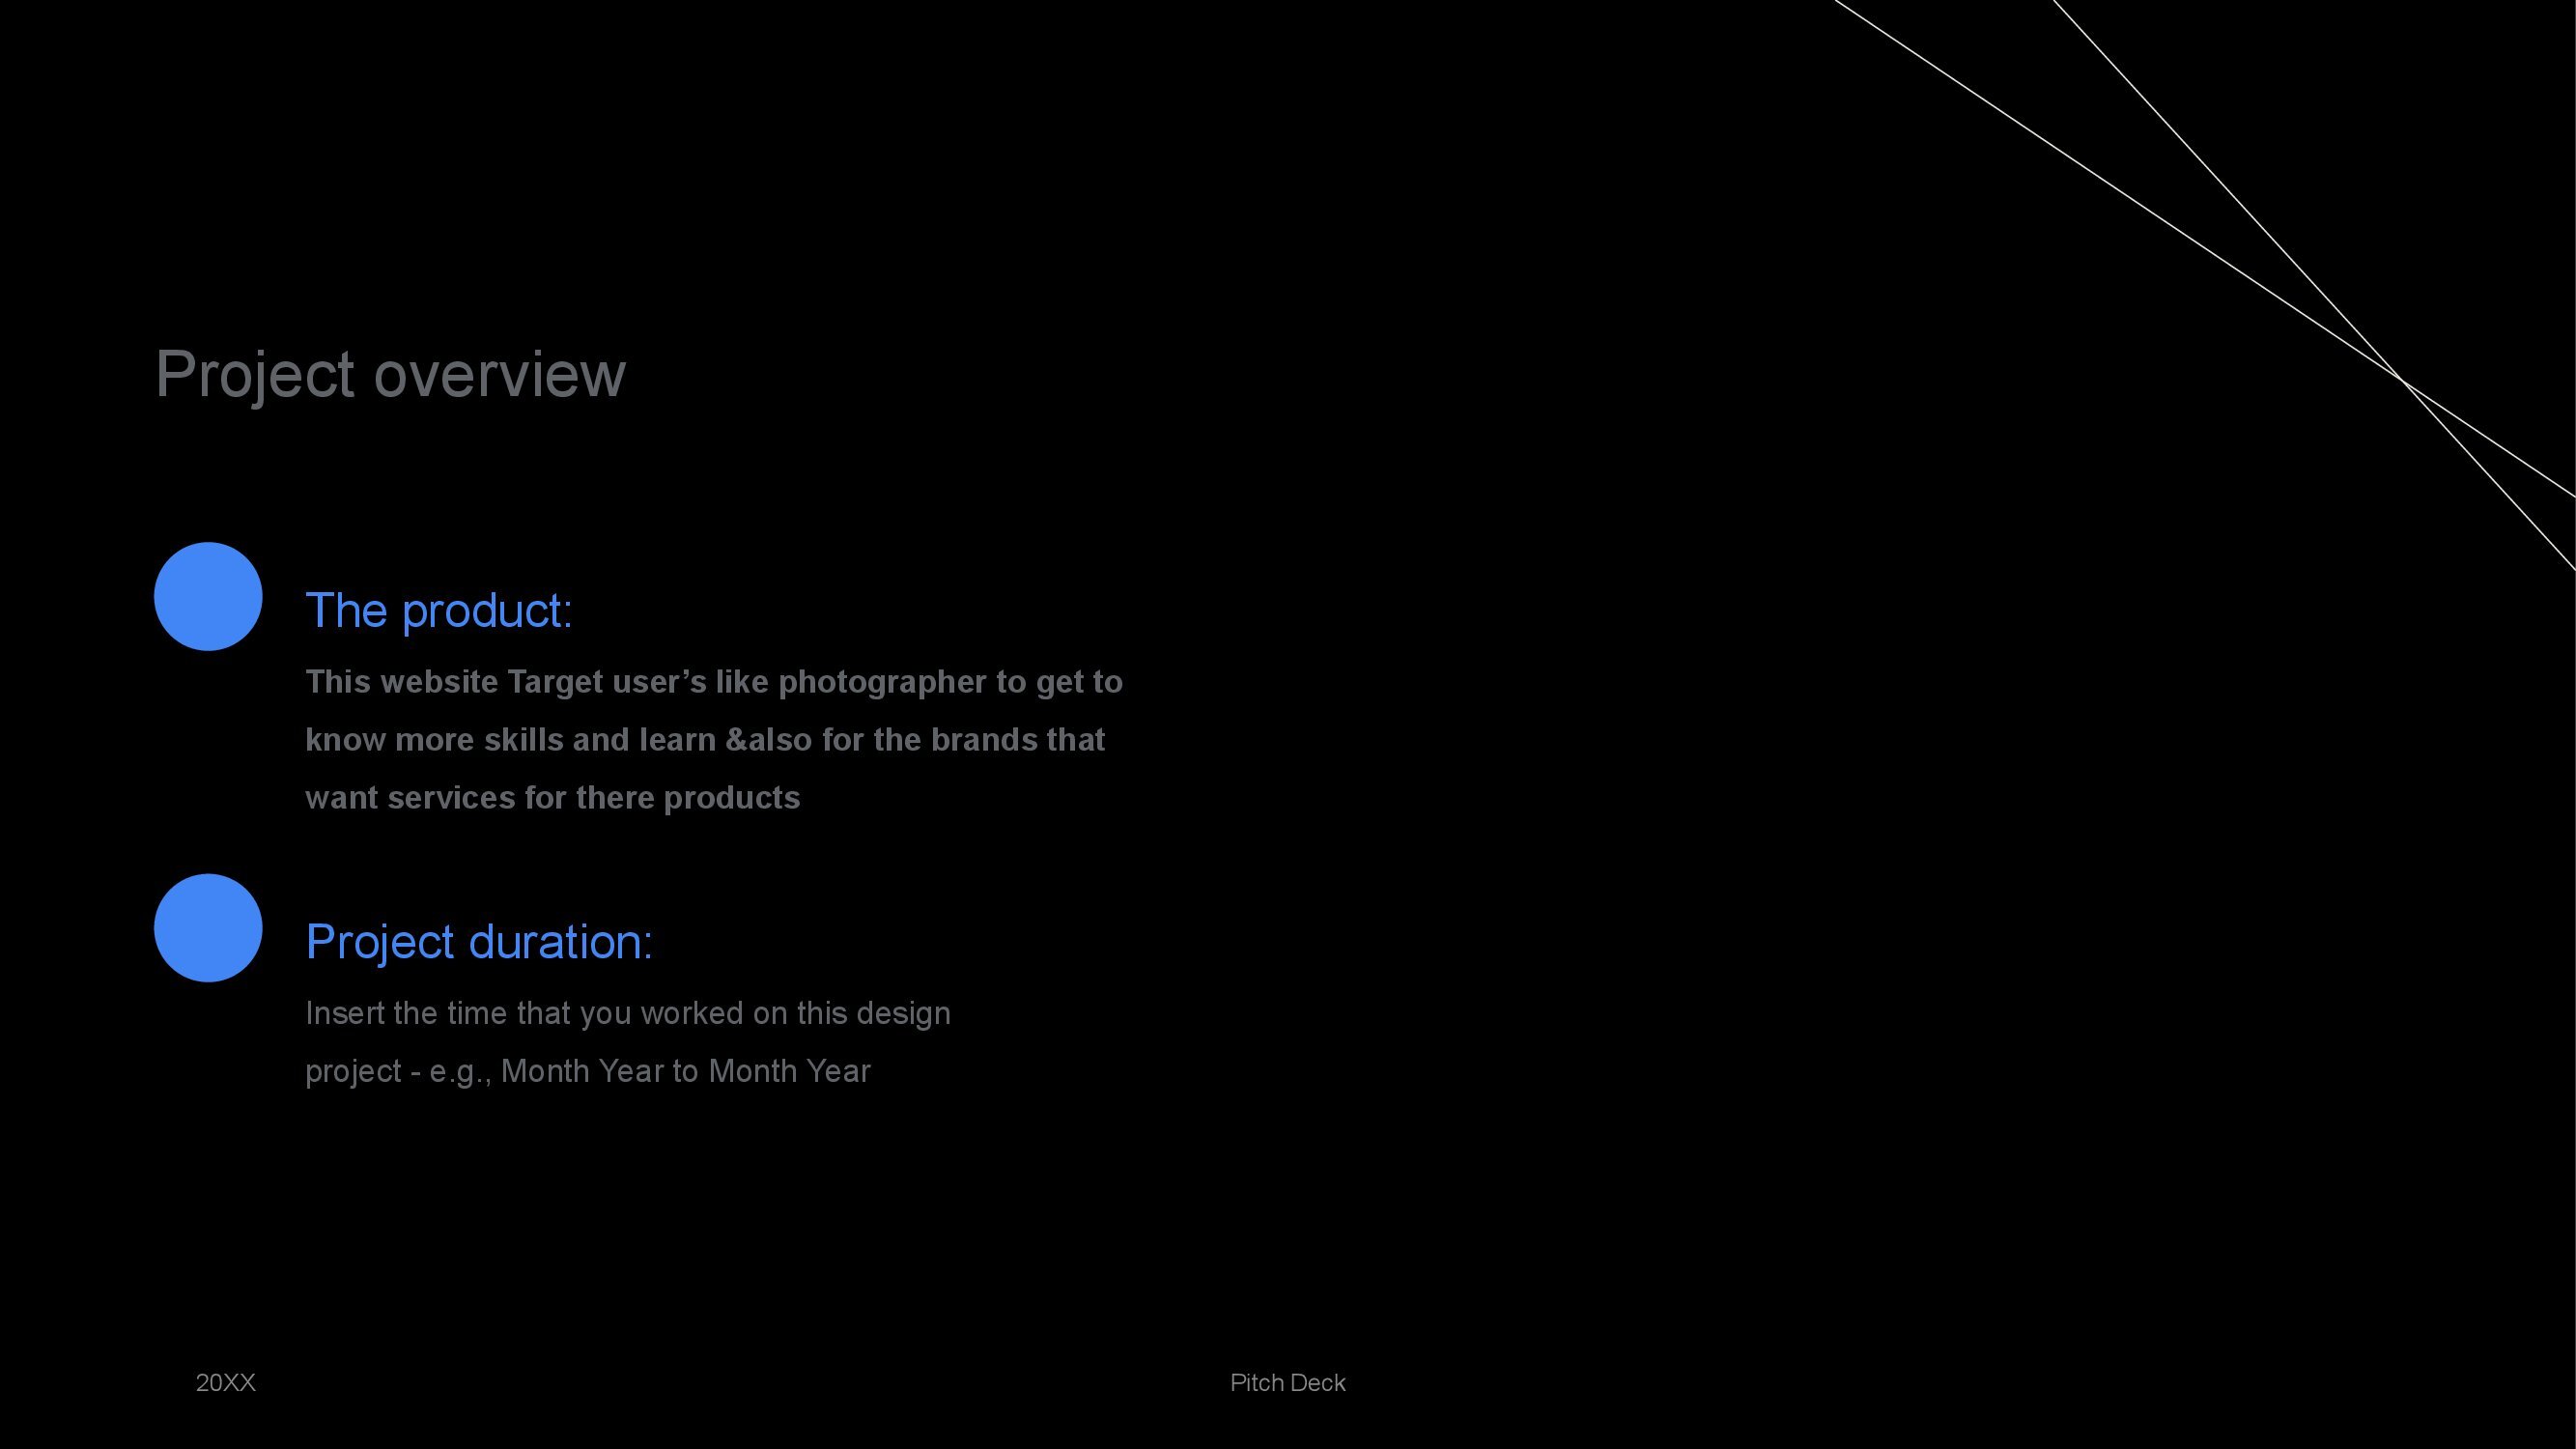 Project overview
The product:
This website Target user’s like photographer to get to
know more skills and learn &also for the brands that
want services for there products
Project duration:
Insert the time that you worked on this design
project - e.g., Month Year to Month Year
20XX
Pitch Deck